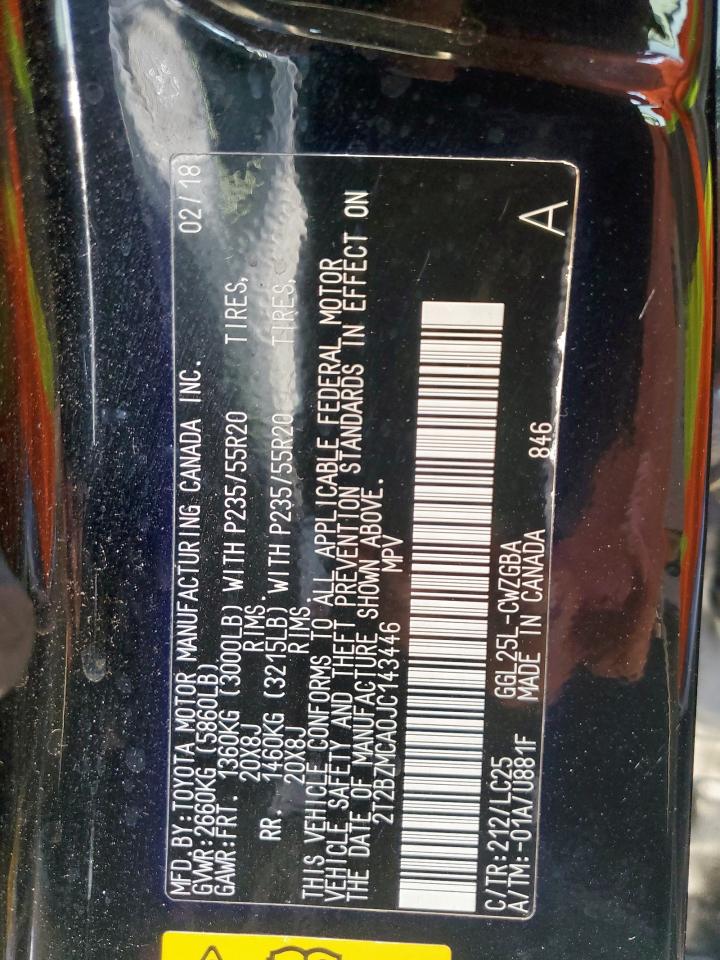 MFD.BY:TOYOTA MOTOR MANUFACTURING CANADA INC. 02/18
GVWR:2660KG (5860LB)
GAWR:FRT. 1360KG (3000LB) WITH P235/55R20 TIRES,
20X8J RIMS.
RR. 1460KG (3215LB) WITH P235/55R20 TIRES,
20X8J RIMS
THIS VEHICLE CONFORMS TO ALL APPLICABLE FEDERAL MOTOR
VEHICLE SAFETY AND THEFT PREVENTION STANDARDS IN EFFECT ON
THE DATE OF MANUFACTURE SHOWN ABOVE.
2T2BZMCA0JC143446 MPV
C/TR:212/LC25 GGL25L-CWZGBA
A/TM:-01A/U881F MADE IN CANADA 846 A